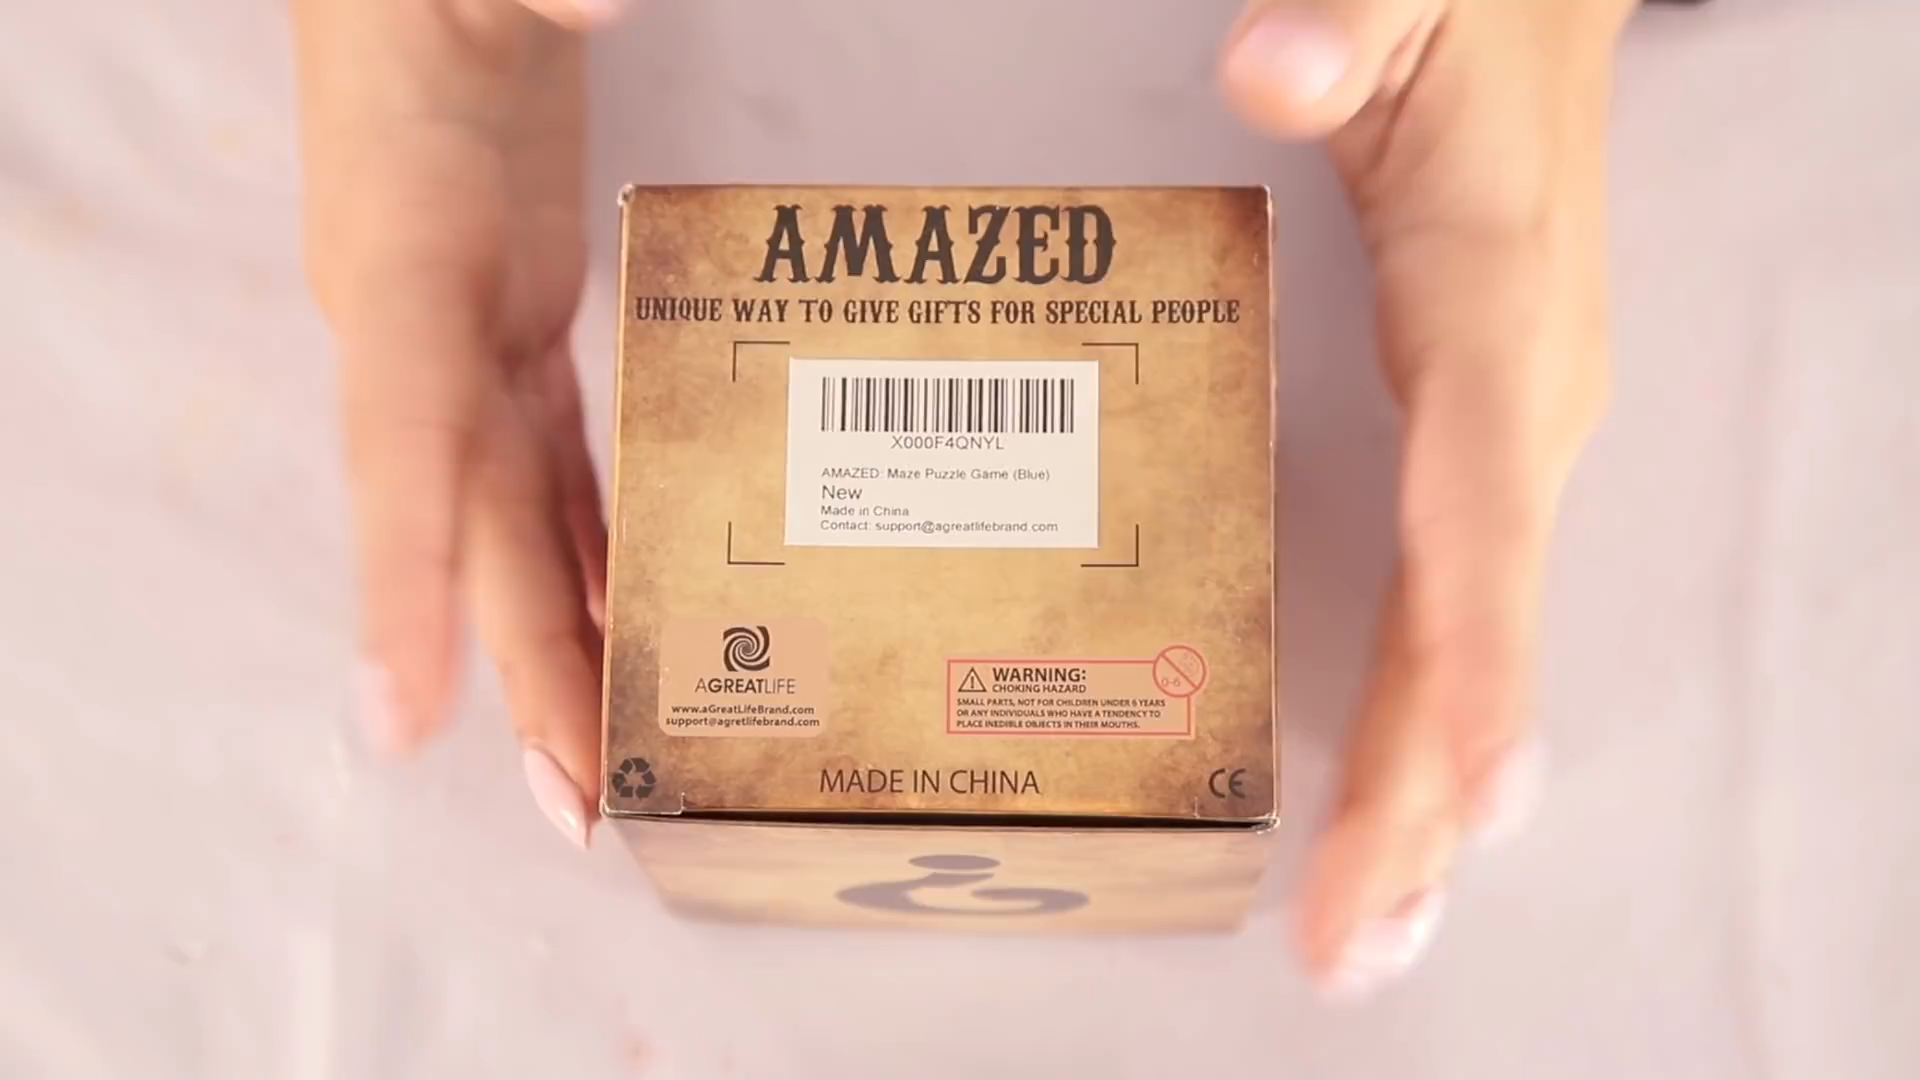 AMAZED
UNIQUE WAY TO GIVE GIFTS FOR SPECIAL PEOPLE
X000F4QNYL
AMAZED: Maze Puzzle Game (Blue)
New
Made in China
Contact: support@agreatlifebrand.com
AGREATLIFE
www.aGreatLifeBrand.com
support@agretlifebrand.com
WARNING:
CHOKING HAZARD
0-6
SMALL PARTS, NOT FOR CHILDREN UNDER 6 YEARS
OR ANY INDIVIDUALS WHO HAVE A TENDENCY TO
PLACE INEDIBLE OBJECTS IN THEIR MOUTHS.
MADE IN CHINA
CE
?